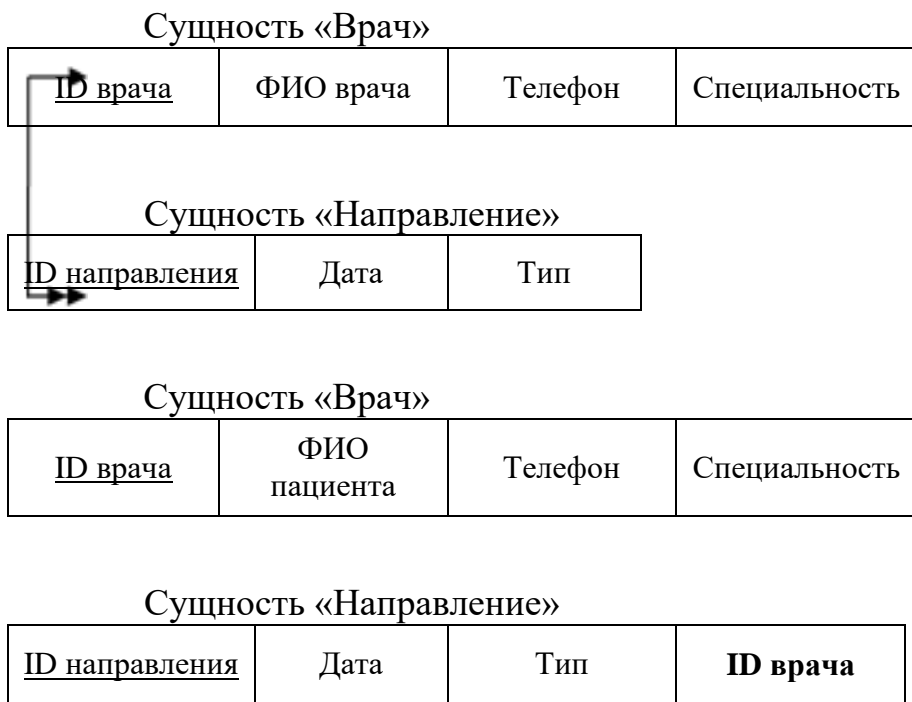 Сущность «Врач»
ID врача ФИО врача Телефон Специальность
Сущность «Направление»
ID направления Дата Тип
Сущность «Врач»
ID врача ФИО пациента Телефон Специальность
Сущность «Направление»
ID направления Дата Тип ID врача